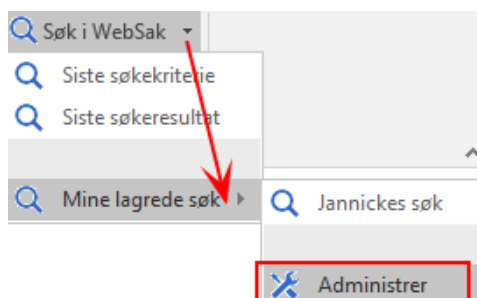 Søk i WebSak
Siste søkekriterie
Siste søkeresultat
Mine lagrede søk
Jannickes søk
Administrer